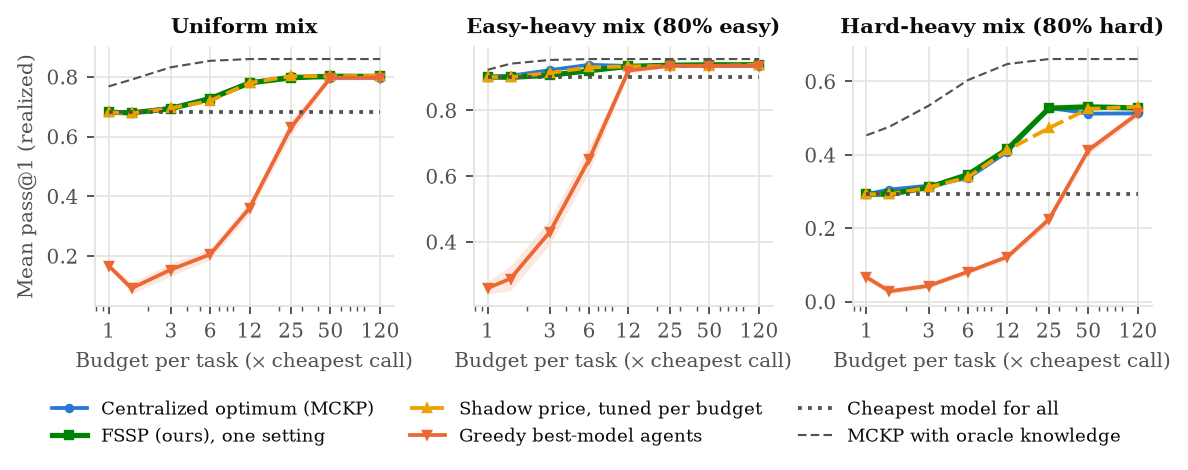 Uniform mix
Easy-heavy mix (80% easy)
Hard-heavy mix (80% hard)
Mean pass@1 (realized)
0.8
0.6
0.4
0.2
1 3 6 12 25 50 120
Budget per task (× cheapest call)
0.8
0.6
0.4
1 3 6 12 25 50 120
Budget per task (× cheapest call)
0.6
0.4
0.2
0.0
1 3 6 12 25 50 120
Budget per task (× cheapest call)
Centralized optimum (MCKP)
FSSP (ours), one setting
Shadow price, tuned per budget
Greedy best-model agents
Cheapest model for all
MCKP with oracle knowledge